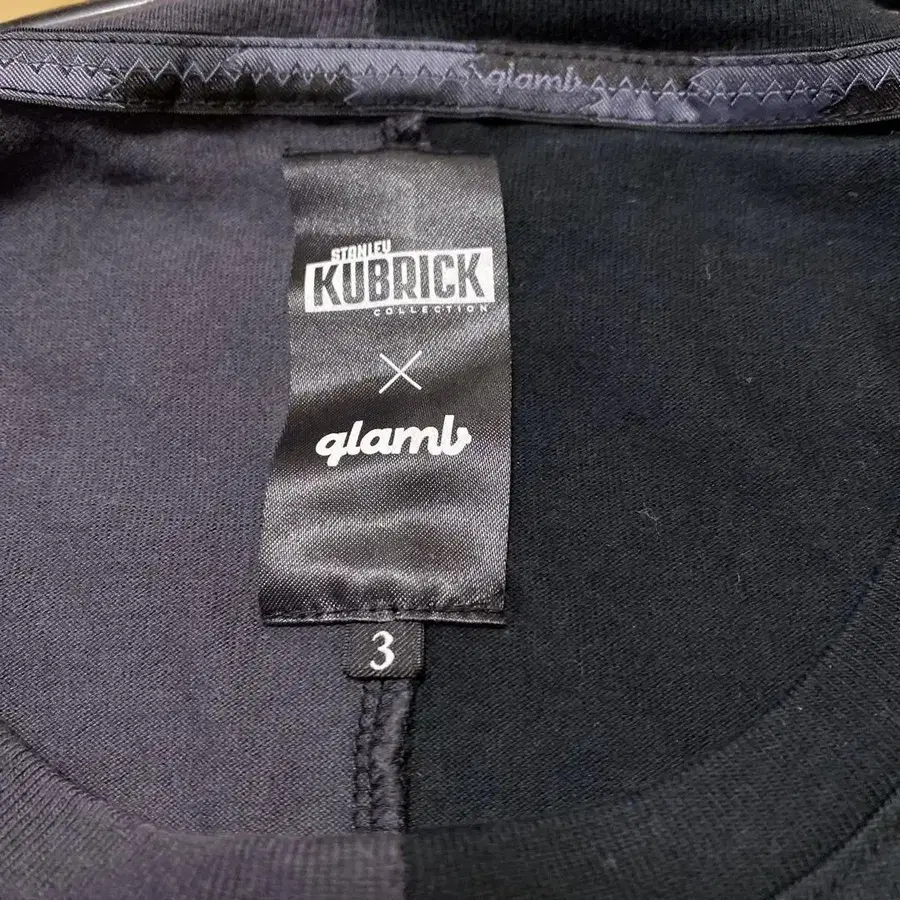 glamb
STANLEY
KUBRICK
COLLECTION
×
glamb
3